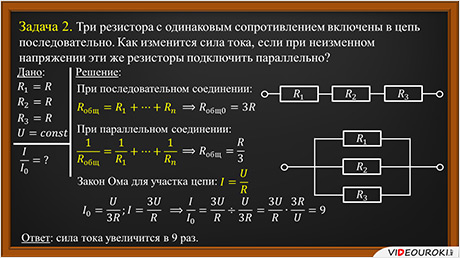 Задача 2. Три резистора с одинаковым сопротивлением включены в цепь
последовательно. Как изменится сила тока, если при неизменном
напряжении эти же резисторы подключить параллельно?
Дано:
R₁ = R
R₂ = R
R₃ = R
U = const
I/I₀ = ?
Решение:
При последовательном соединении:
Rобщ = R₁ + ⋯ + Rₙ ⟹ Rобщ0 = 3R
При параллельном соединении:
1/Rобщ = 1/R₁ + ⋯ + 1/Rₙ ⟹ Rобщ = R/3
Закон Ома для участка цепи: I = U/R
I₀ = U/3R; I = 3U/R ⟹ I/I₀ = 3U/R ÷ U/3R = 3U/R · 3R/U = 9
R₁ R₂ R₃
R₁
R₂
R₃
Ответ: сила тока увеличится в 9 раз.
VIDEOUROKI